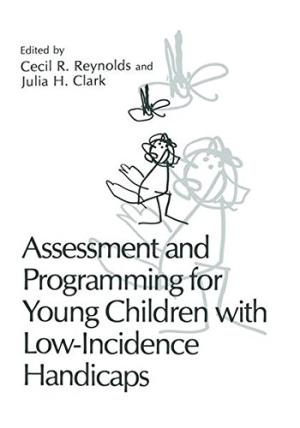 Edited by
Cecil R. Reynolds and
Julia H. Clark
Assessment and
Programming for
Young Children with
Low-Incidence
Handicaps